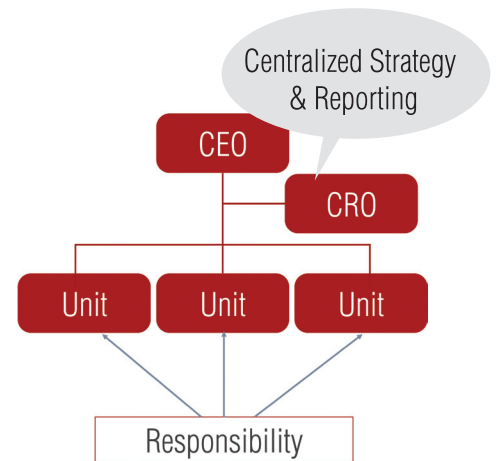 Centralized Strategy
& Reporting
CEO
CRO
Unit
Unit
Unit
Responsibility